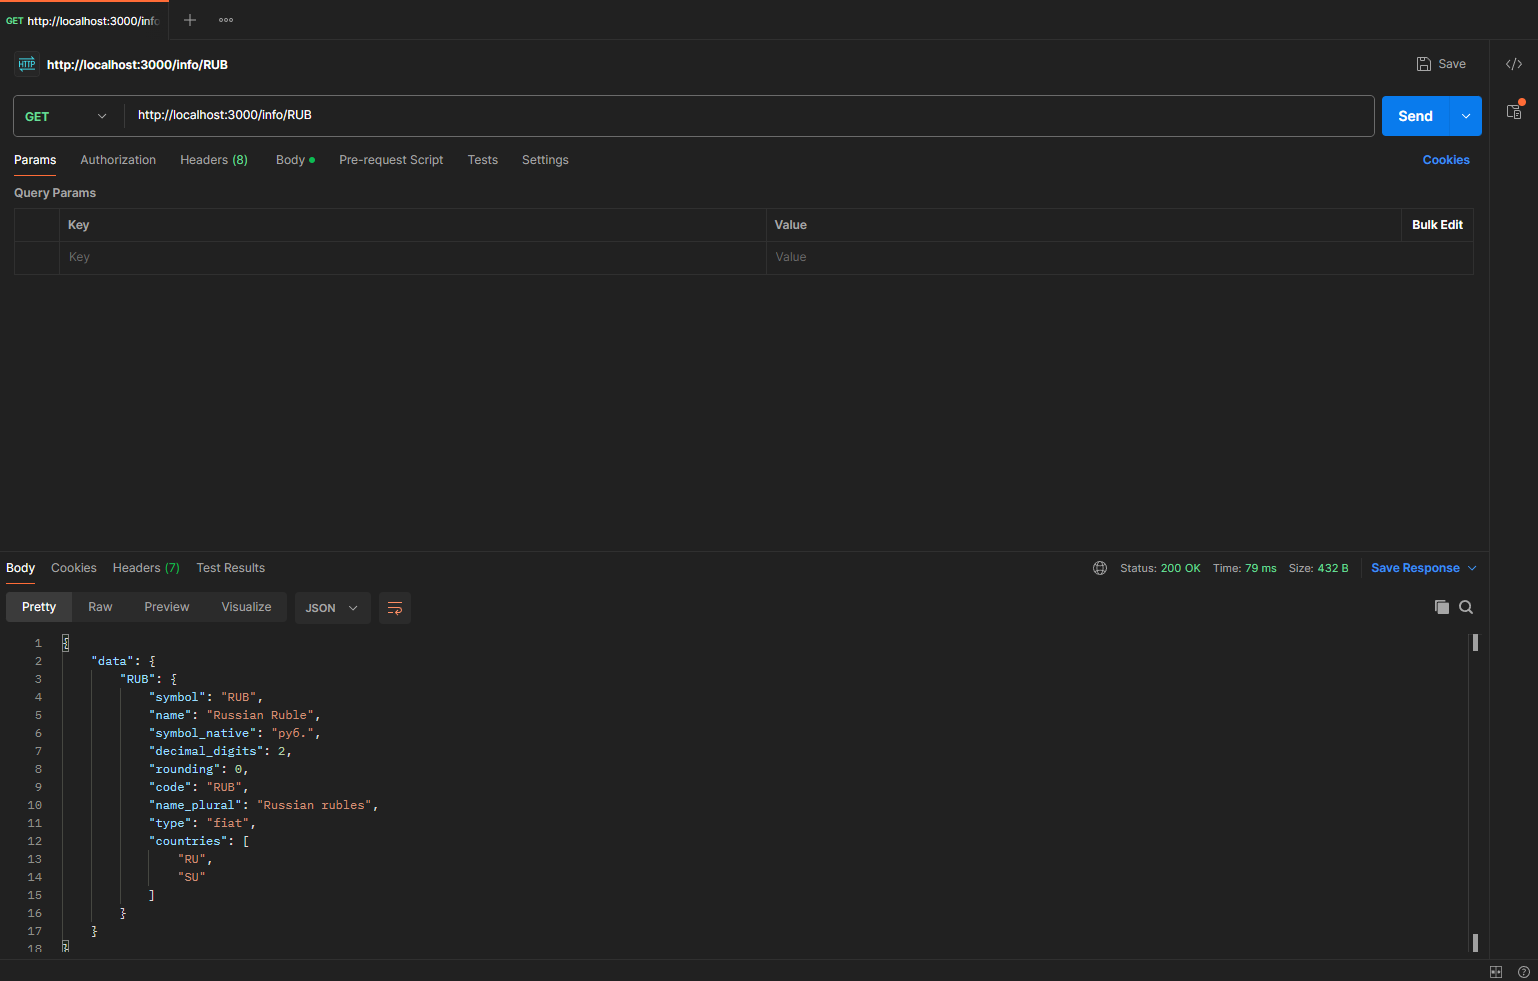 GET http://localhost:3000/info
HTTP http://localhost:3000/info/RUB
Save
GET http://localhost:3000/info/RUB
Send
Params Authorization Headers (8) Body Pre-request Script Tests Settings Cookies
Query Params
Key Value Bulk Edit
Key Value
Body Cookies Headers (7) Test Results Status: 200 OK Time: 79 ms Size: 432 B Save Response
Pretty Raw Preview Visualize JSON
1 {
2 "data": {
3 "RUB": {
4 "symbol": "RUB",
5 "name": "Russian Ruble",
6 "symbol_native": "руб.",
7 "decimal_digits": 2,
8 "rounding": 0,
9 "code": "RUB",
10 "name_plural": "Russian rubles",
11 "type": "fiat",
12 "countries": [
13 "RU",
14 "SU"
15 ]
16 }
17 }
18 }